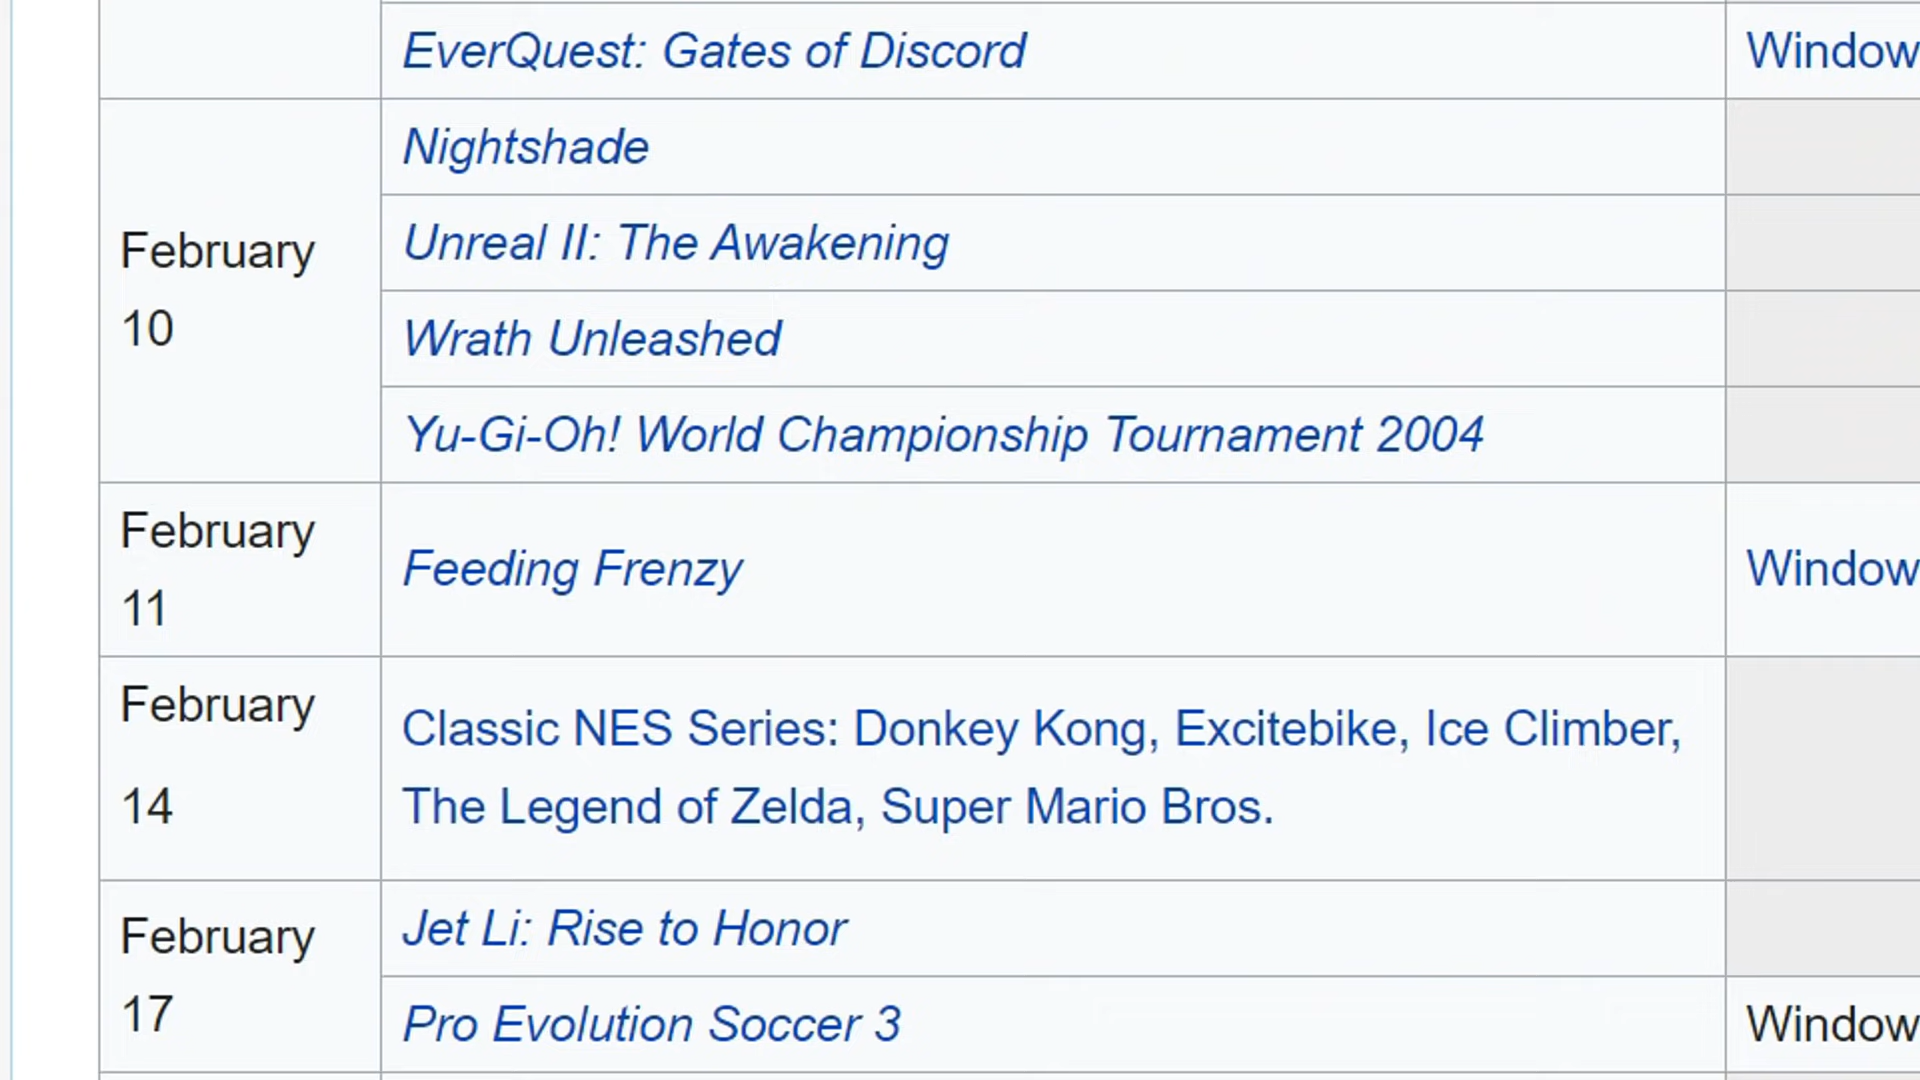 EverQuest: Gates of Discord
Window
February
10
Nightshade
Unreal II: The Awakening
Wrath Unleashed
Yu-Gi-Oh! World Championship Tournament 2004
February
11
Feeding Frenzy
Window
February
14
Classic NES Series: Donkey Kong, Excitebike, Ice Climber,
The Legend of Zelda, Super Mario Bros.
February
17
Jet Li: Rise to Honor
Pro Evolution Soccer 3
Window